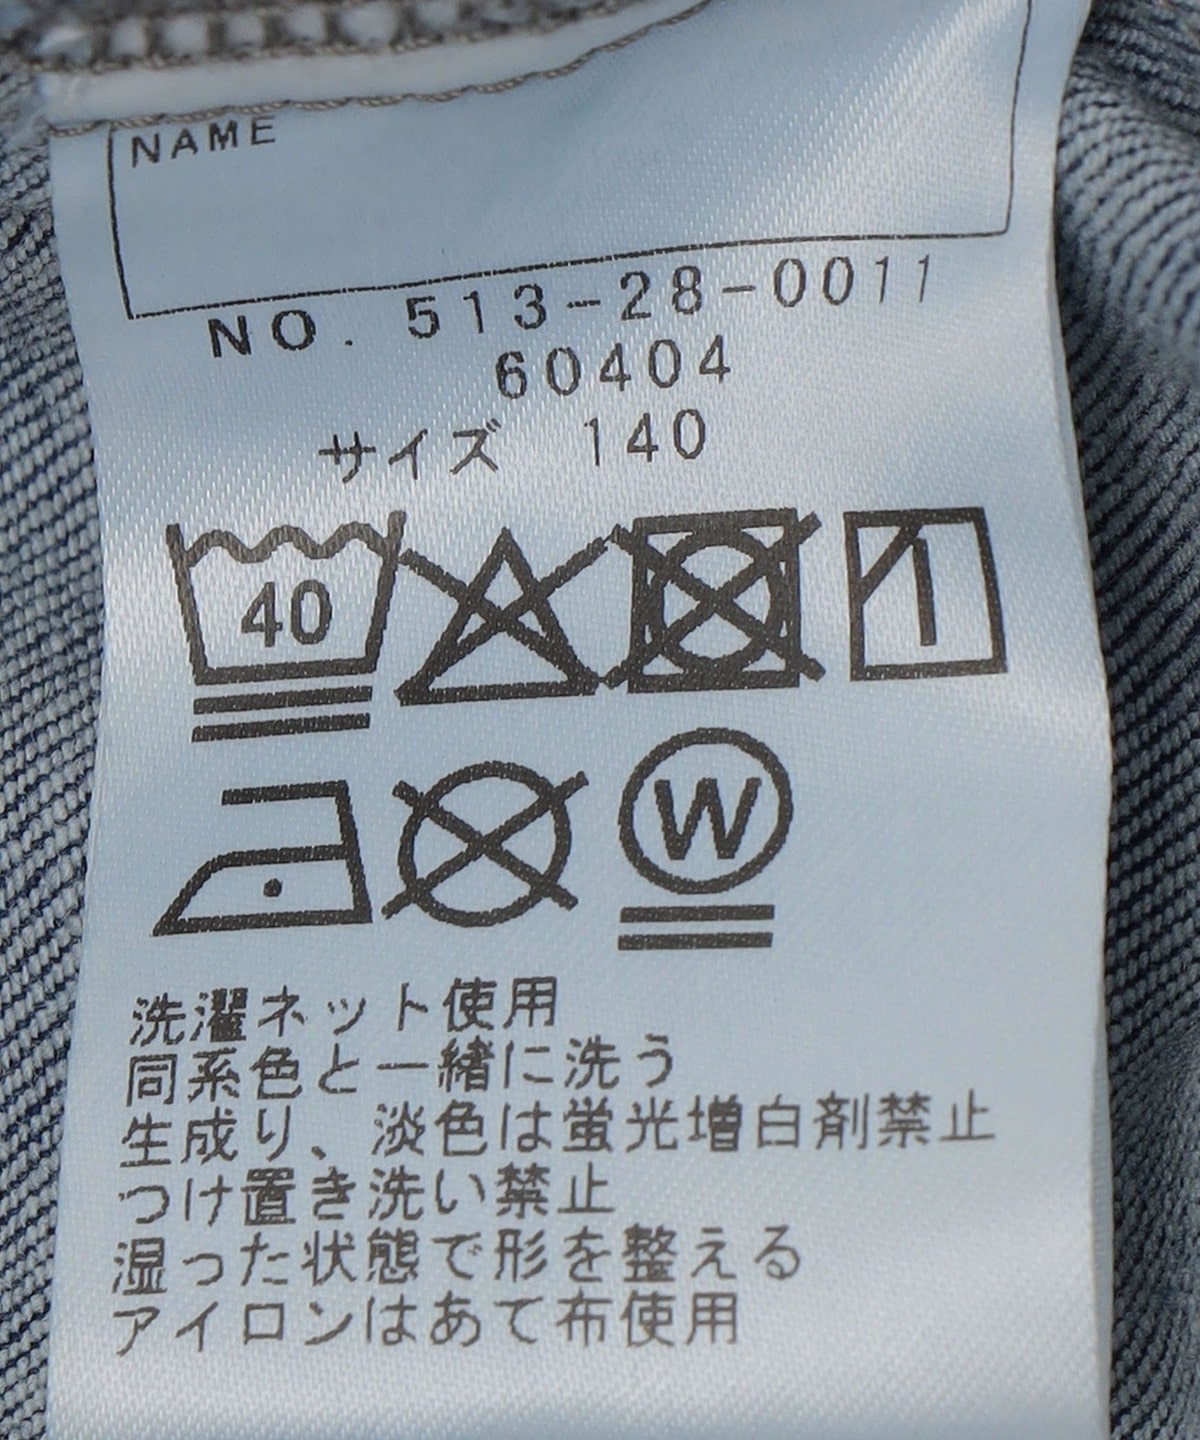 NAME
NO. 513-28-0011
60404
サイズ 140
40
W
洗濯ネット使用
同系色と一緒に洗う
生成り、淡色は蛍光増白剤禁止
つけ置き洗い禁止
湿った状態で形を整える
アイロンはあて布使用